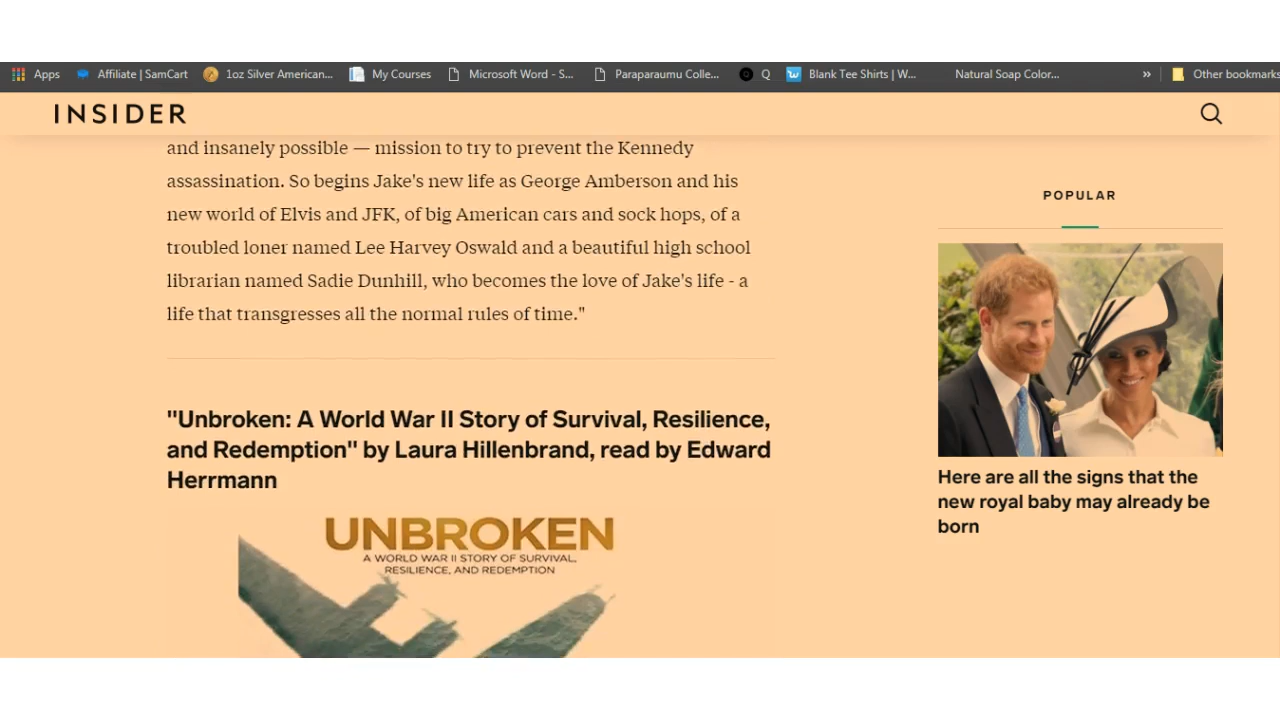 Apps Affiliate | SamCart 1oz Silver American... My Courses Microsoft Word - S... Paraparaumu Colle... Q Blank Tee Shirts | W... Natural Soap Color... » Other bookmarks
INSIDER
and insanely possible — mission to try to prevent the Kennedy
assassination. So begins Jake's new life as George Amberson and his
new world of Elvis and JFK, of big American cars and sock hops, of a
troubled loner named Lee Harvey Oswald and a beautiful high school
librarian named Sadie Dunhill, who becomes the love of Jake's life - a
life that transgresses all the normal rules of time."
"Unbroken: A World War II Story of Survival, Resilience,
and Redemption" by Laura Hillenbrand, read by Edward
Herrmann
UNBROKEN
A WORLD WAR II STORY OF SURVIVAL,
RESILIENCE, AND REDEMPTION
POPULAR
Here are all the signs that the
new royal baby may already be
born